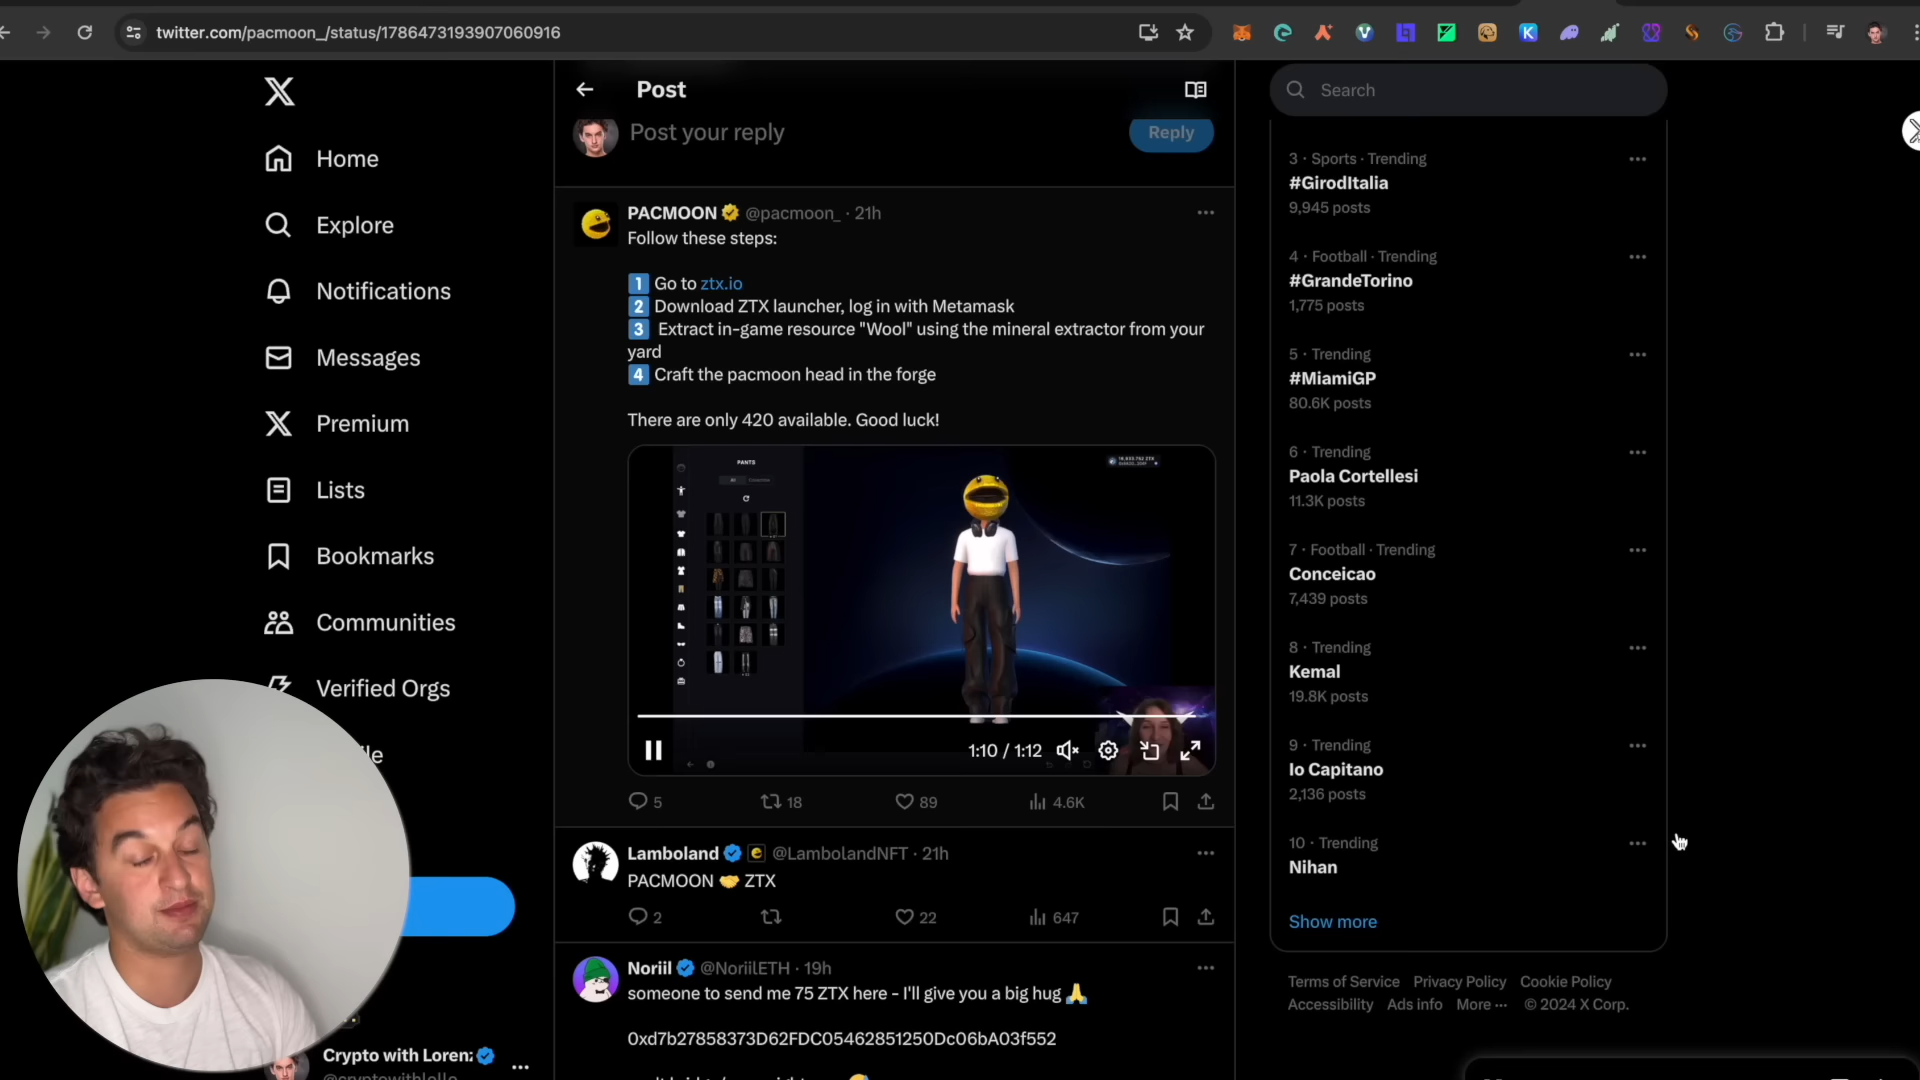 twitter.com/pacmoon_/status/1786473193907060916
Home
Explore
Notifications
Messages
Premium
Lists
Bookmarks
Communities
Verified Orgs
Crypto with Loren
Post
Post your reply
Reply
PACMOON @pacmoon_ · 21h
Follow these steps:
1 Go to ztx.io
2 Download ZTX launcher, log in with Metamask
3 Extract in-game resource "Wool" using the mineral extractor from your
yard
4 Craft the pacmoon head in the forge
There are only 420 available. Good luck!
PANTS
1:10 / 1:12
5 18 89 4.6K
Lamboland @LambolandNFT · 21h
PACMOON 🤝 ZTX
2 22 647
Noriil @NoriilETH · 19h
someone to send me 75 ZTX here - I'll give you a big hug 🙏
0xd7b27858373D62FDC05462851250Dc06bA03f552
Search
3 · Sports · Trending
#GirodItalia
9,945 posts
4 · Football · Trending
#GrandeTorino
1,775 posts
5 · Trending
#MiamiGP
80.6K posts
6 · Trending
Paola Cortellesi
11.3K posts
7 · Football · Trending
Conceicao
7,439 posts
8 · Trending
Kemal
19.8K posts
9 · Trending
Io Capitano
2,136 posts
10 · Trending
Nihan
Show more
Terms of Service Privacy Policy Cookie Policy
Accessibility Ads info More ··· © 2024 X Corp.